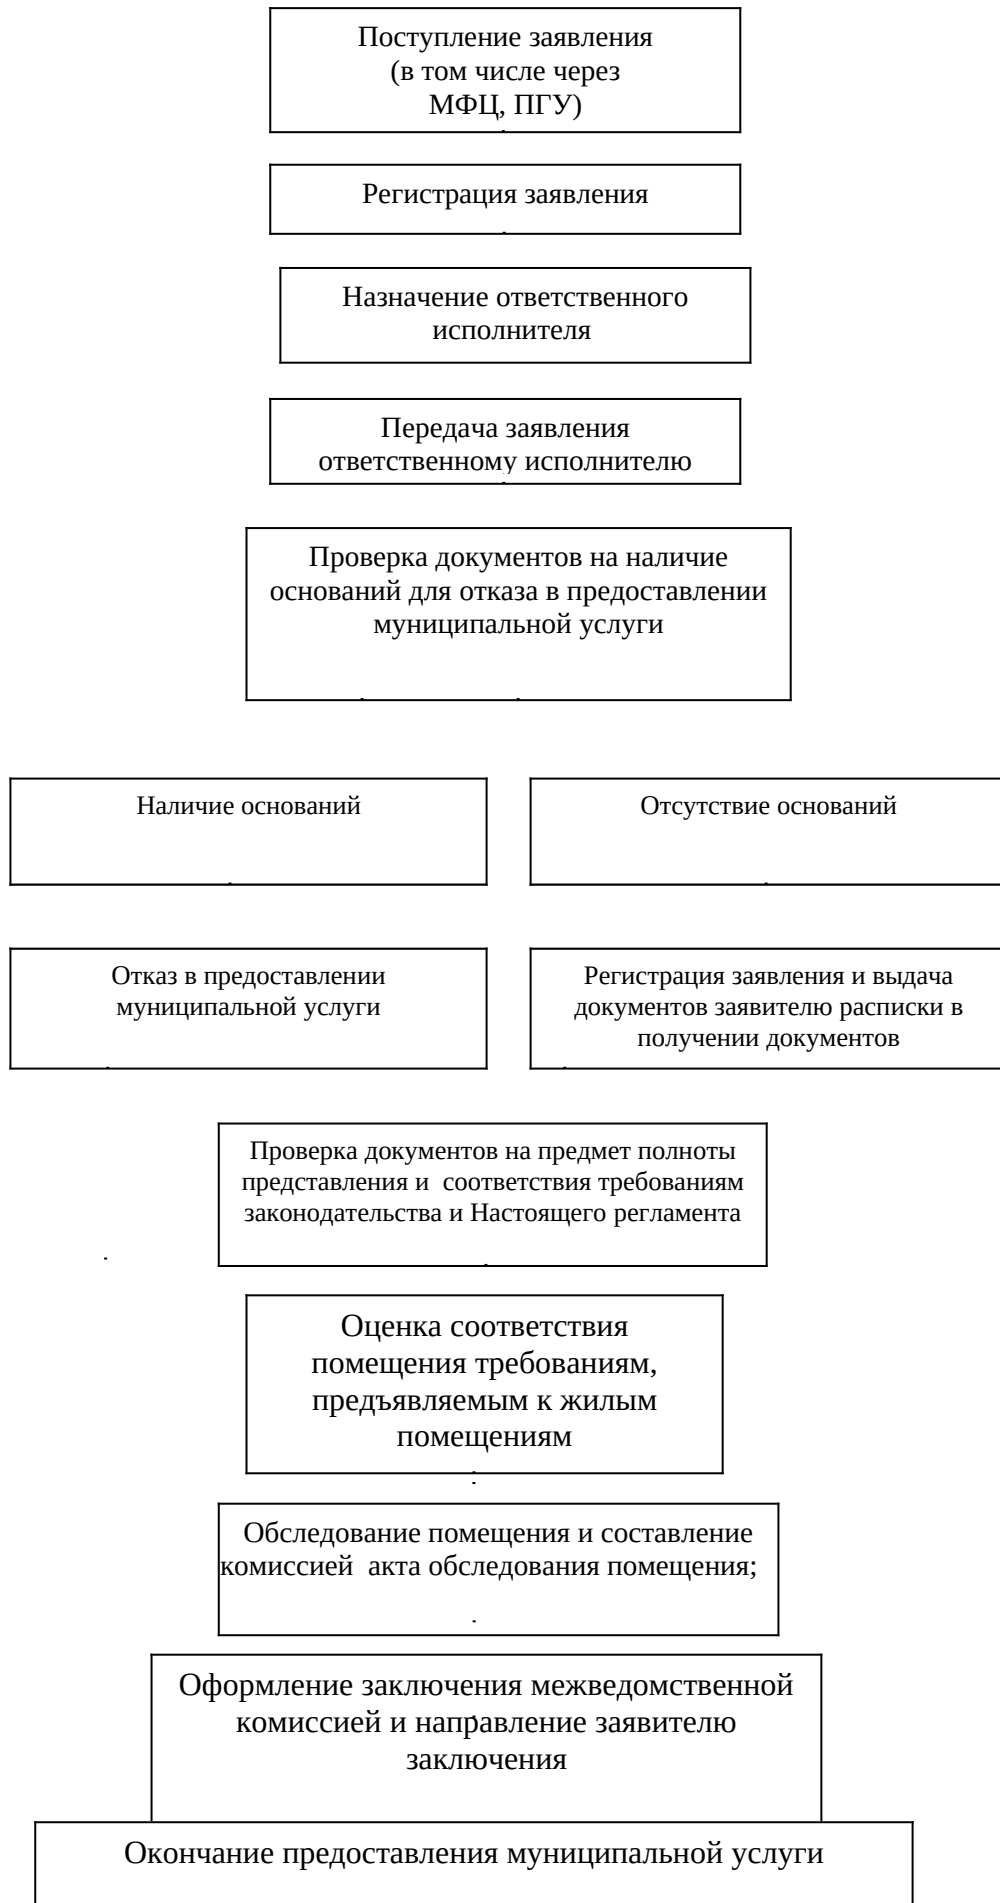 Поступление заявления
(в том числе через
МФЦ, ПГУ)
Регистрация заявления
Назначение ответственного
исполнителя
Передача заявления
ответственному исполнителю
Проверка документов на наличие
оснований для отказа в предоставлении
муниципальной услуги
Наличие оснований
Отсутствие оснований
Отказ в предоставлении
муниципальной услуги
Регистрация заявления и выдача
документов заявителю расписки в
получении документов
Проверка документов на предмет полноты
представления и  соответствия требованиям
законодательства и Настоящего регламента
Оценка соответствия
помещения требованиям,
предъявляемым к жилым
помещениям
Обследование помещения и составление
комиссией  акта обследования помещения;
Оформление заключения межведомственной
комиссией и направление заявителю
заключения
Окончание предоставления муниципальной услуги